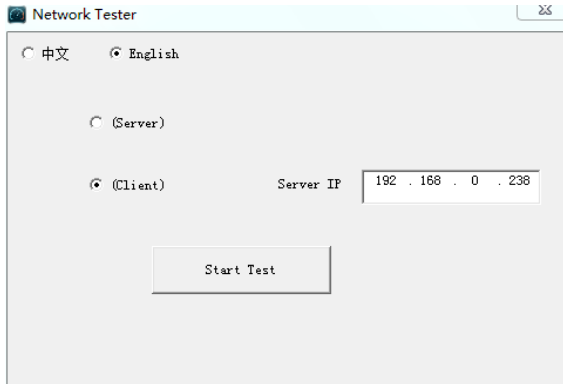 Network Tester
中文 English
(Server)
(Client) Server IP 192 . 168 . 0 . 238
Start Test